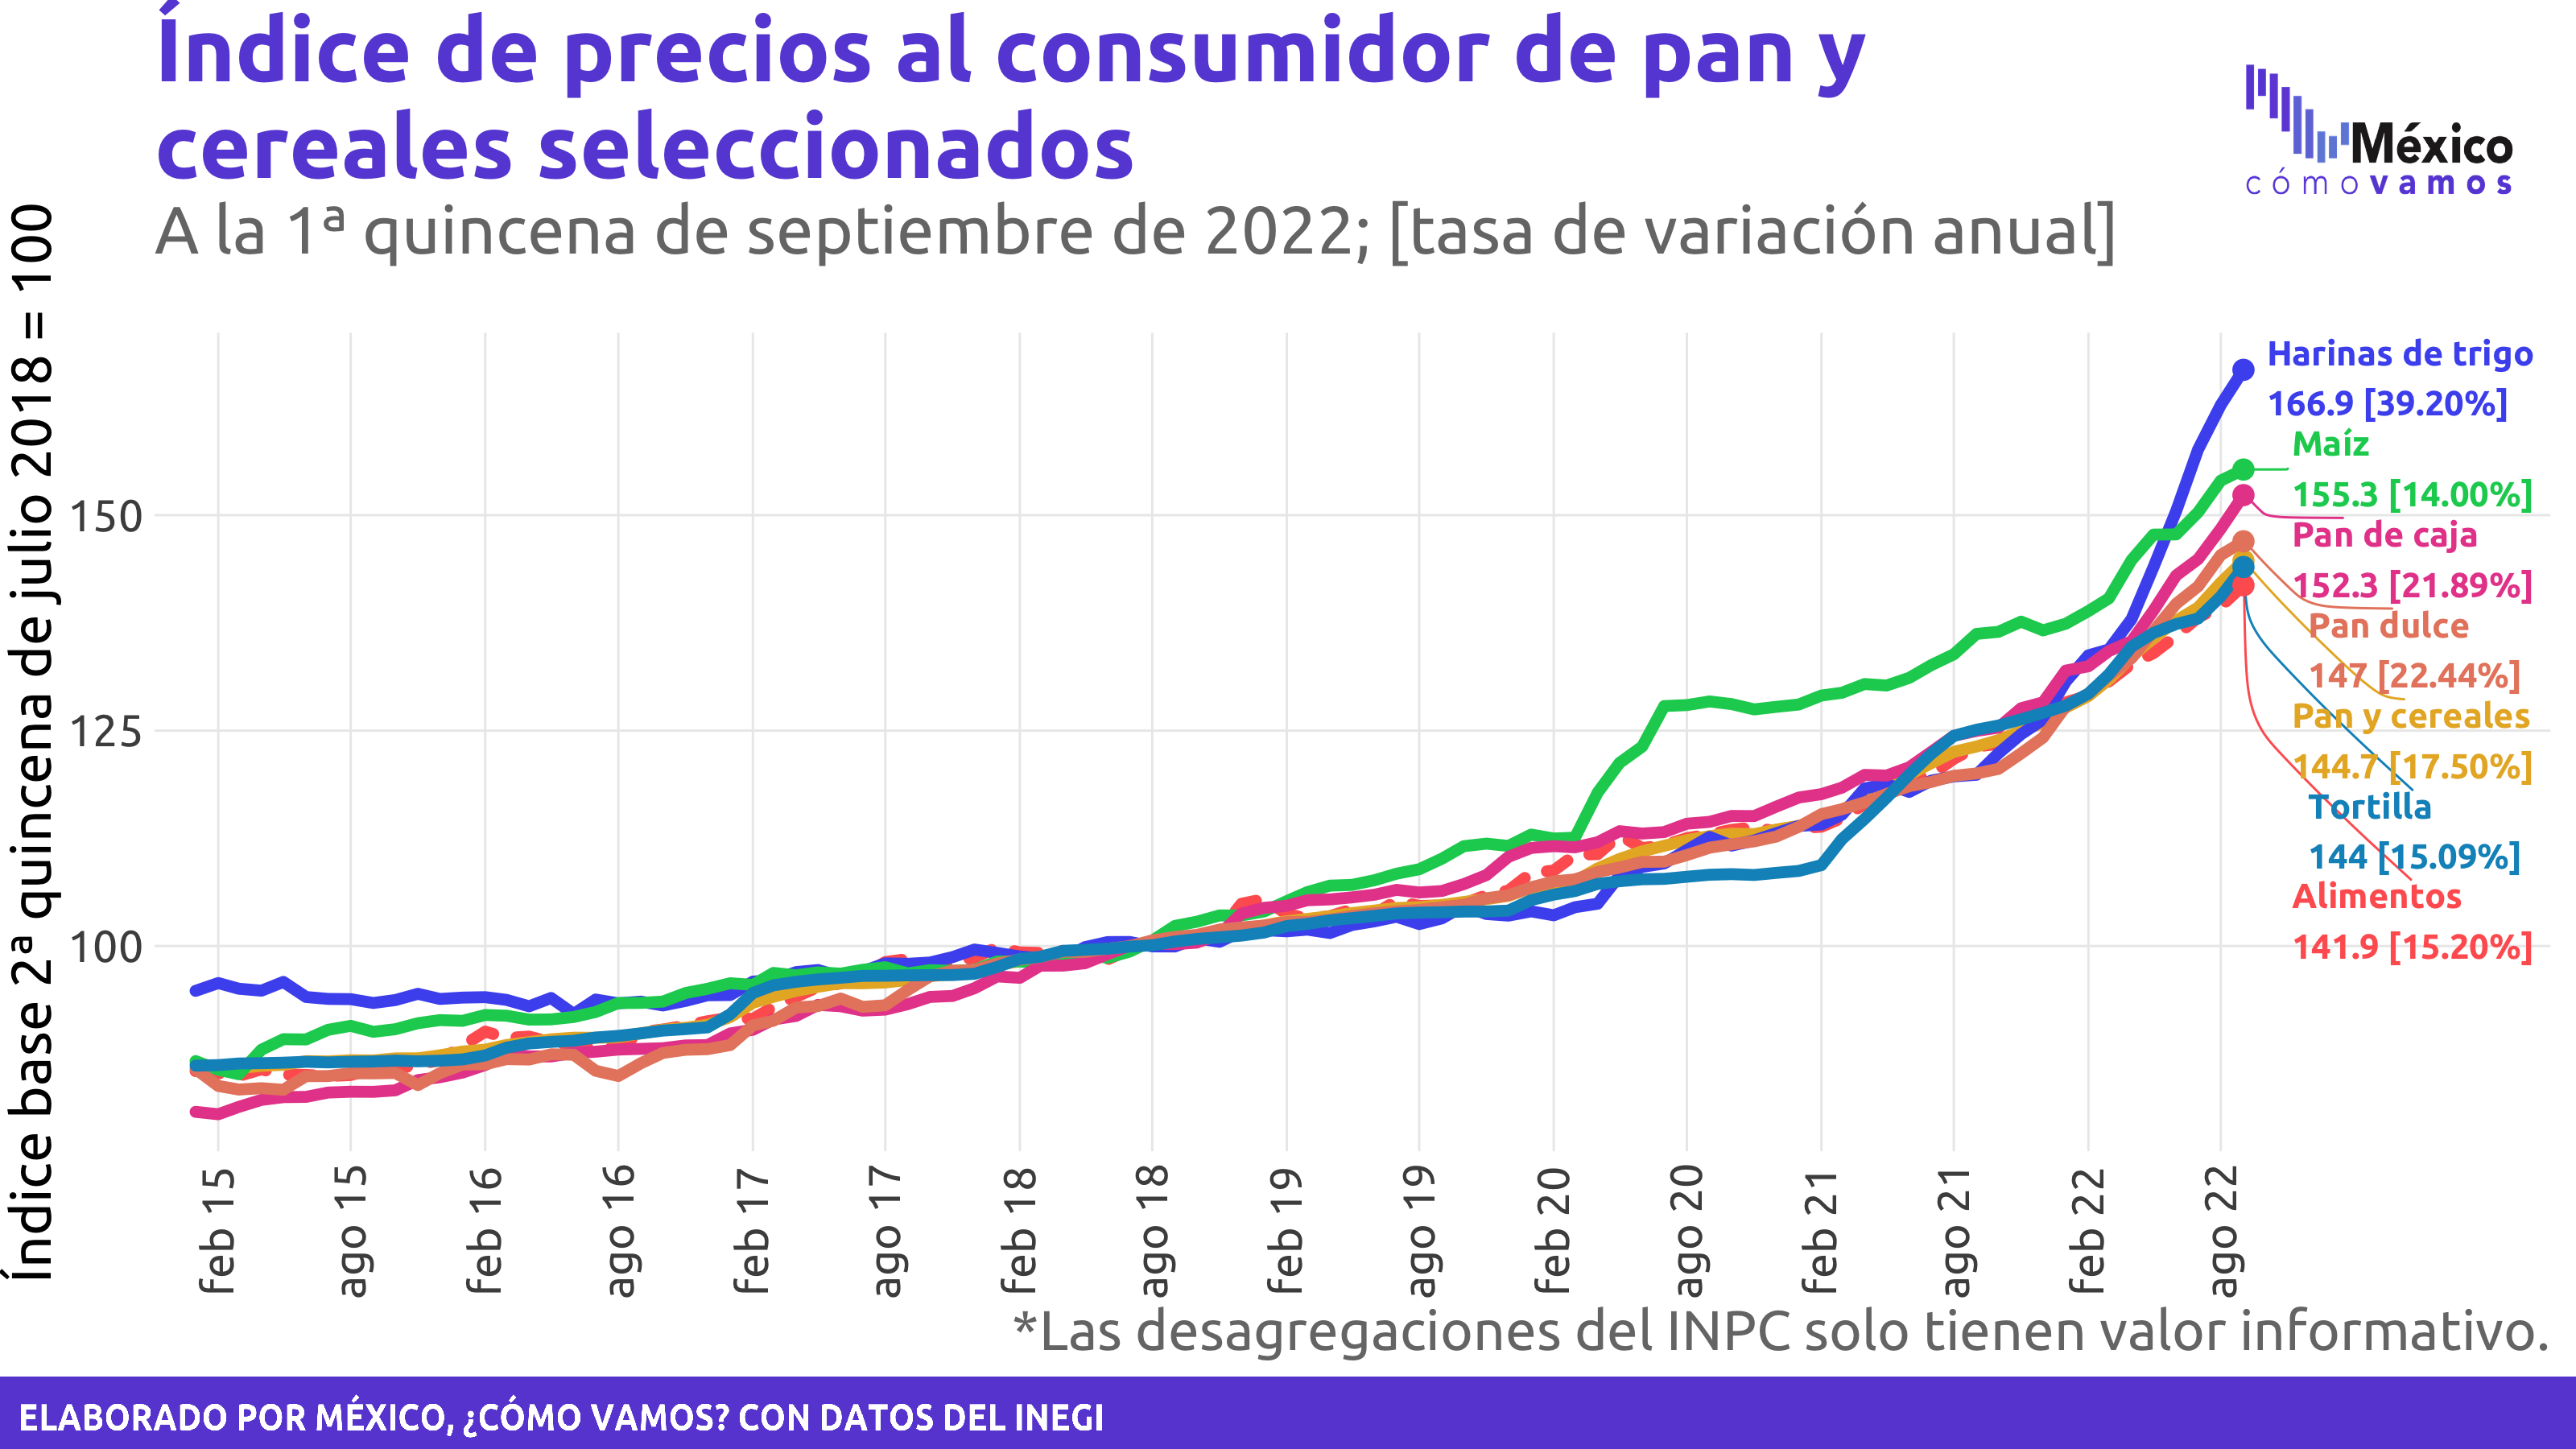 Índice de precios al consumidor de pan y
cereales seleccionados
A la 1ª quincena de septiembre de 2022; [tasa de variación anual]
México
cómo vamos
Índice base 2ª quincena de julio 2018 = 100
150
125
100
Harinas de trigo
166.9 [39.20%]
Maíz
155.3 [14.00%]
Pan de caja
152.3 [21.89%]
Pan dulce
147 [22.44%]
Pan y cereales
144.7 [17.50%]
Tortilla
144 [15.09%]
Alimentos
141.9 [15.20%]
feb 15
ago 15
feb 16
ago 16
feb 17
ago 17
feb 18
ago 18
feb 19
ago 19
feb 20
ago 20
feb 21
ago 21
feb 22
ago 22
*Las desagregaciones del INPC solo tienen valor informativo.
ELABORADO POR MÉXICO, ¿CÓMO VAMOS? CON DATOS DEL INEGI